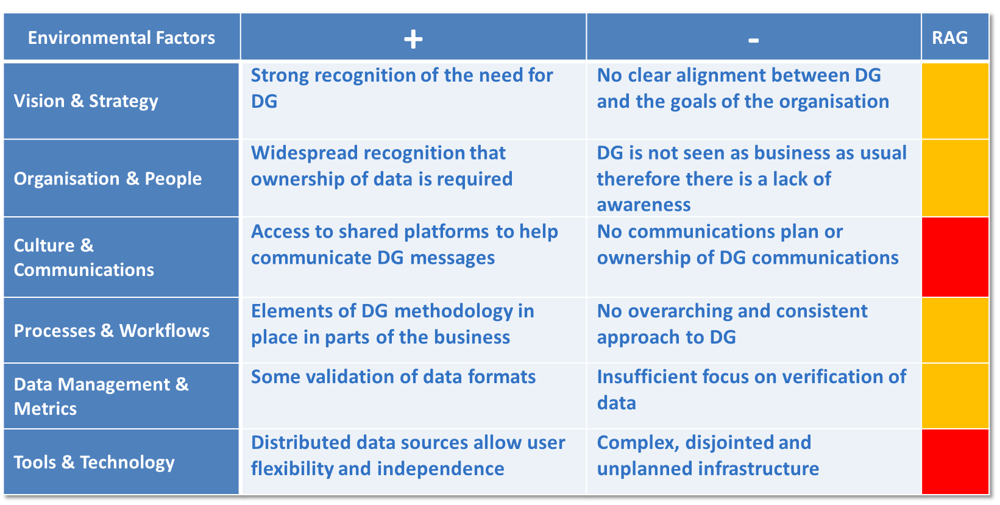 Environmental Factors
+
-
RAG
Vision & Strategy
Strong recognition of the need for
DG
No clear alignment between DG
and the goals of the organisation
Organisation & People
Widespread recognition that
ownership of data is required
DG is not seen as business as usual
therefore there is a lack of
awareness
Culture &
Communications
Access to shared platforms to help
communicate DG messages
No communications plan or
ownership of DG communications
Processes & Workflows
Elements of DG methodology in
place in parts of the business
No overarching and consistent
approach to DG
Data Management &
Metrics
Some validation of data formats
Insufficient focus on verification of
data
Tools & Technology
Distributed data sources allow user
flexibility and independence
Complex, disjointed and
unplanned infrastructure